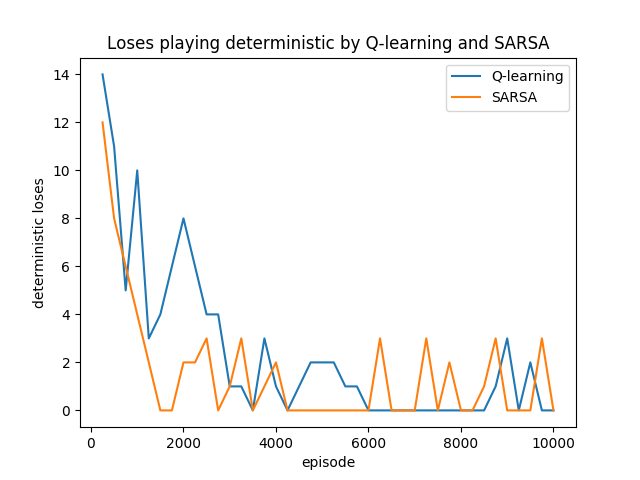 Loses playing deterministic by Q-learning and SARSA
Q-learning
SARSA
deterministic loses
14
12
10
8
6
4
2
0
0 2000 4000 6000 8000 10000
episode